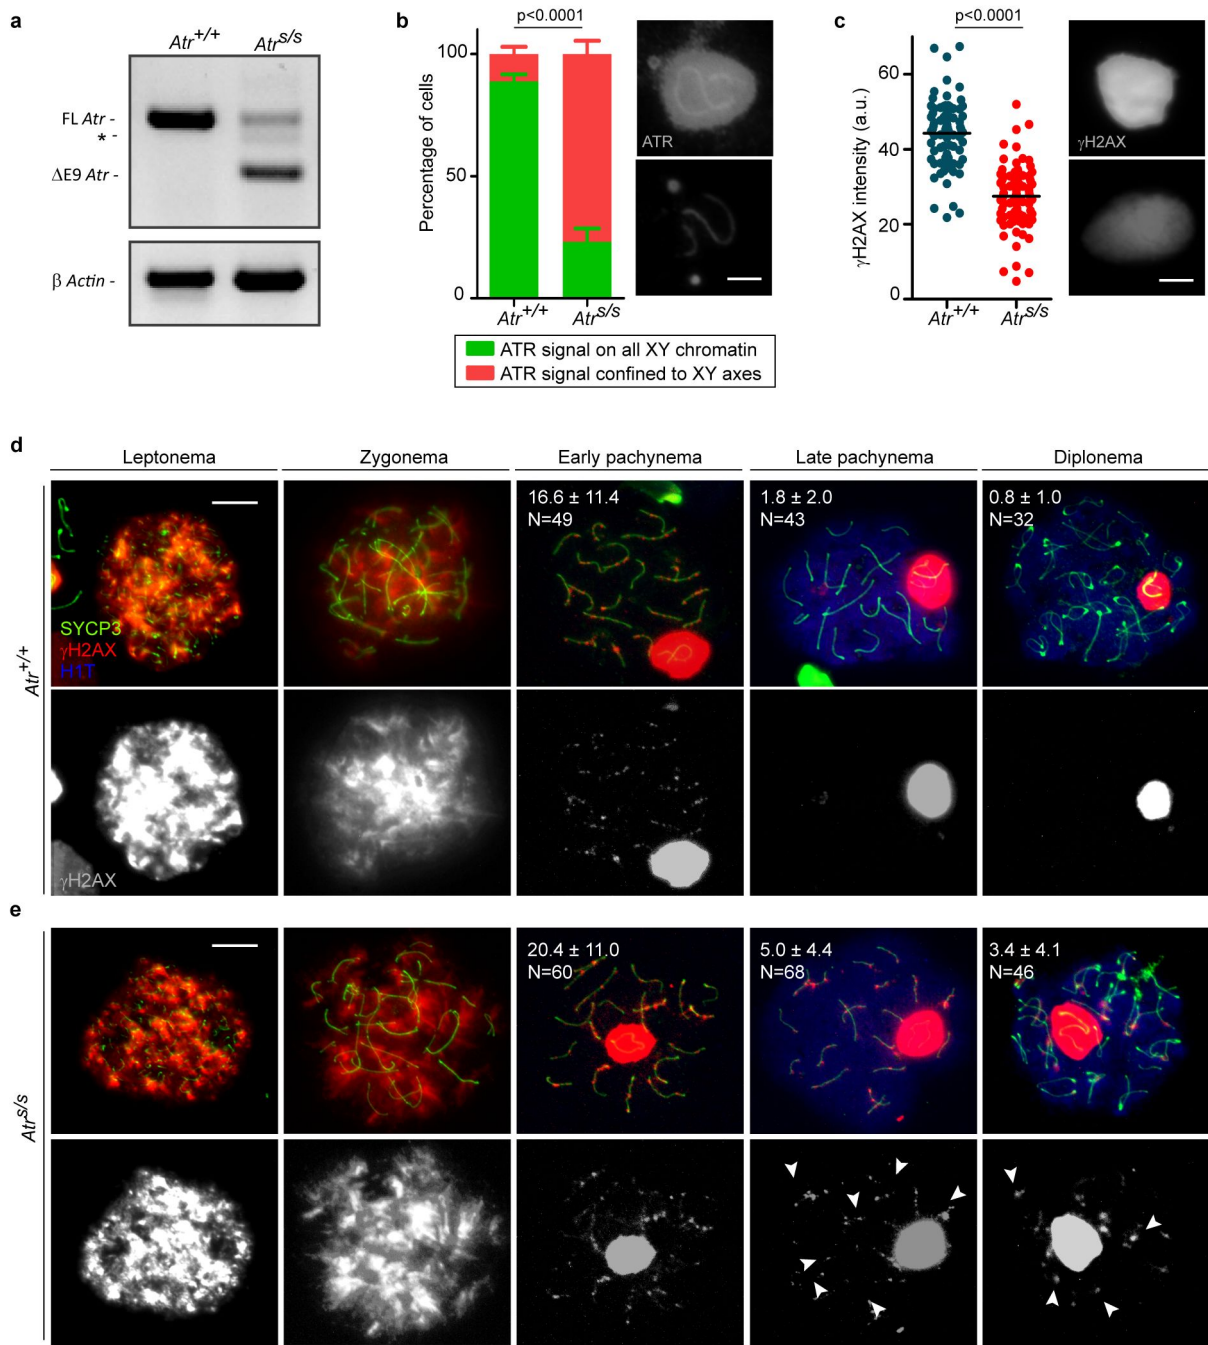 a
Atr+/+
Atrs/s
FL Atr -
* -
ΔE9 Atr -
β Actin -
b
p<0.0001
100
50
0
Percentage of cells
Atr+/+
Atrs/s
ATR
ATR signal on all XY chromatin
ATR signal confined to XY axes
c
p<0.0001
60
40
20
0
γH2AX intensity (a.u.)
Atr+/+
Atrs/s
γH2AX
d
Leptonema
Zygonema
Early pachynema
Late pachynema
Diplonema
Atr+/+
SYCP3
γH2AX
H1T
16.6 ± 11.4
N=49
1.8 ± 2.0
N=43
0.8 ± 1.0
N=32
γH2AX
e
Atrs/s
20.4 ± 11.0
N=60
5.0 ± 4.4
N=68
3.4 ± 4.1
N=46